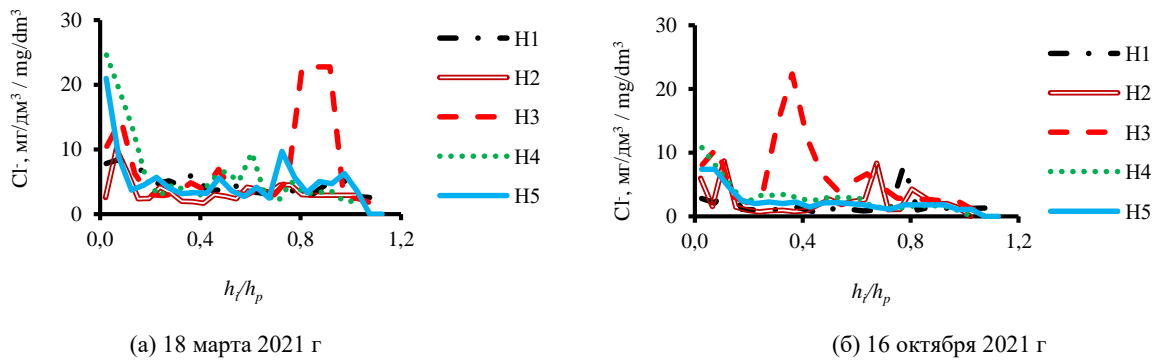 Cl-, мг/дм³ / mg/dm³
30
20
10
0
0,0 0,4 0,8 1,2
hᵢ/hₚ
H1
H2
H3
H4
H5
(а) 18 марта 2021 г
Cl-, мг/дм³ / mg/dm³
30
20
10
0
0,0 0,4 0,8 1,2
hᵢ/hₚ
H1
H2
H3
H4
H5
(б) 16 октября 2021 г